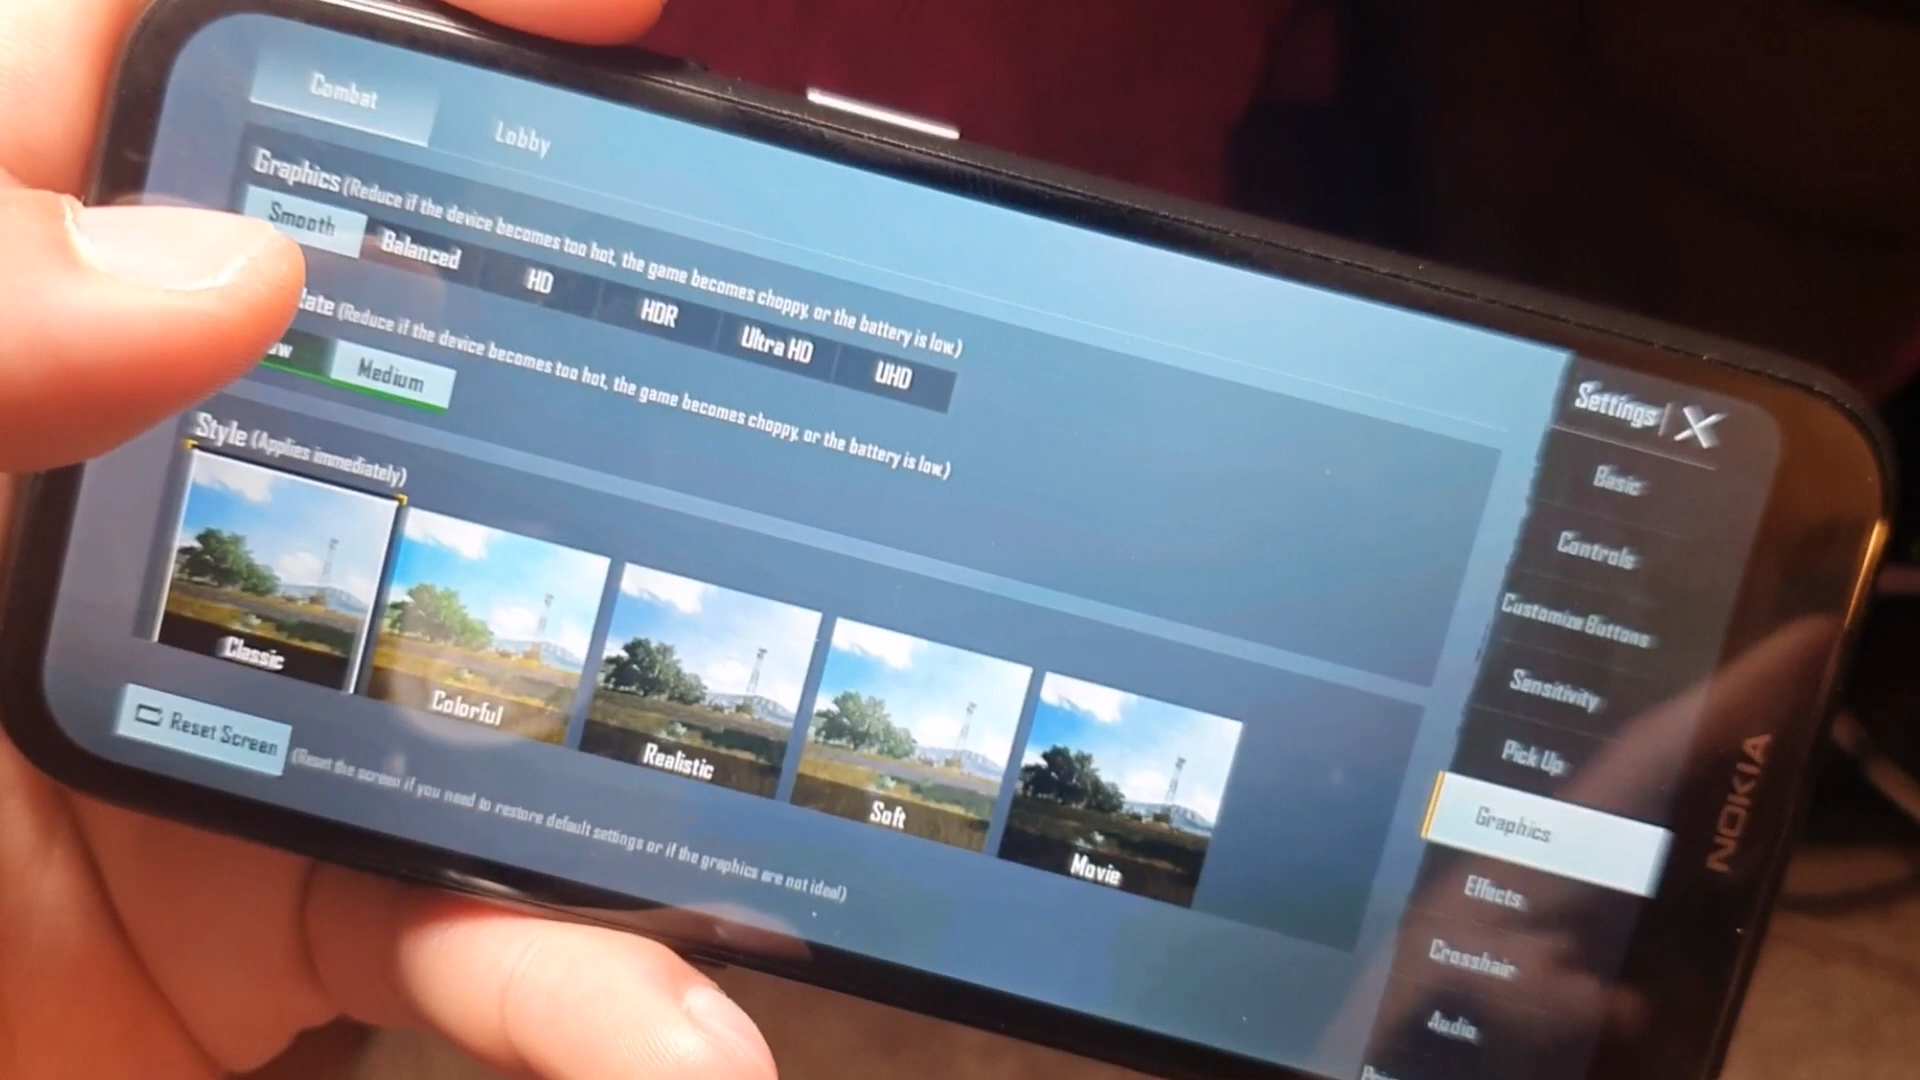 Combat
Lobby
Graphics (Reduce if the device becomes too hot, the game becomes choppy, or the battery is low.)
Smooth
Balanced
HD
HDR
Ultra HD
UHD
(Reduce if the device becomes too hot, the game becomes choppy, or the battery is low.)
Medium
Style (Applies immediately)
Classic
Colorful
Realistic
Soft
Movie
Reset Screen
(Reset the screen if you need to restore default settings or if the graphics are not ideal)
Settings
Basic
Controls
Customize Buttons
Sensitivity
Pick Up
Graphics
Effects
Crosshair
Audio
NOKIA